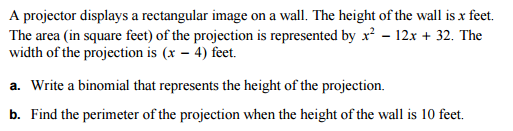 A projector displays a rectangular image on a wall. The height of the wall is x feet.
The area (in square feet) of the projection is represented by x² − 12x + 32. The
width of the projection is (x − 4) feet.
a. Write a binomial that represents the height of the projection.
b. Find the perimeter of the projection when the height of the wall is 10 feet.